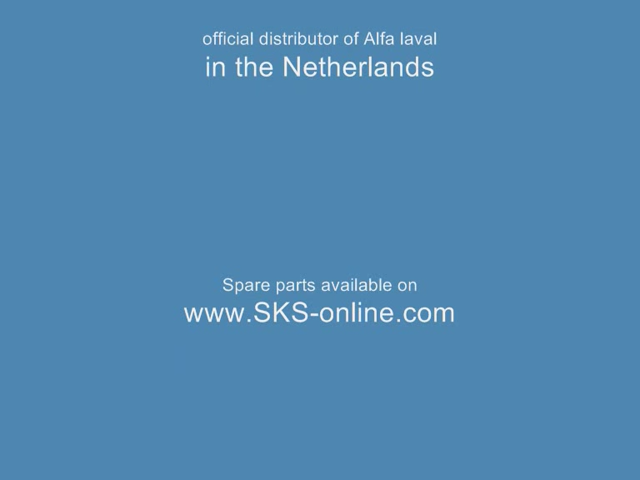 official distributor of Alfa laval
in the Netherlands
Spare parts available on
www.SKS-online.com